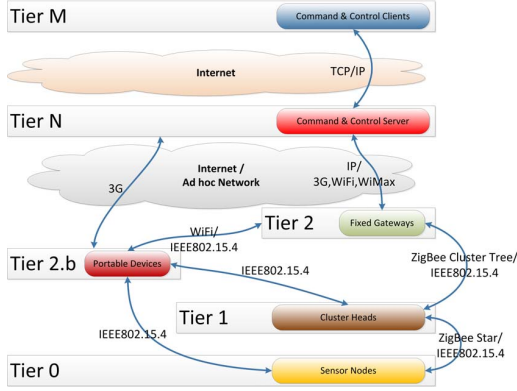 Tier M
Command & Control Clients
Internet
TCP/IP
Tier N
Command & Control Server
Internet /
Ad hoc Network
IP/
3G,WiFi,WiMax
3G
Tier 2
Fixed Gateways
WiFi/
IEEE802.15.4
Tier 2.b
Portable Devices
IEEE802.15.4
ZigBee Cluster Tree/
IEEE802.15.4
Tier 1
Cluster Heads
IEEE802.15.4
ZigBee Star/
IEEE802.15.4
Tier 0
Sensor Nodes